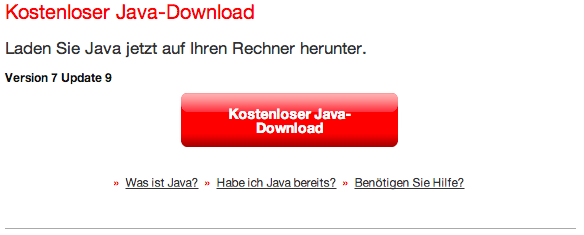 Kostenloser Java-Download
Laden Sie Java jetzt auf Ihren Rechner herunter.
Version 7 Update 9
Kostenloser Java-
Download
» Was ist Java? » Habe ich Java bereits? » Benötigen Sie Hilfe?